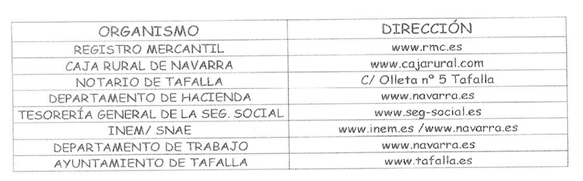 ORGANISMO DIRECCIÓN
REGISTRO MERCANTIL www.rmc.es
CAJA RURAL DE NAVARRA www.cajarural.com
NOTARIO DE TAFALLA C/ Olleta nº 5 Tafalla
DEPARTAMENTO DE HACIENDA www.navarra.es
TESORERÍA GENERAL DE LA SEG. SOCIAL www.seg-social.es
INEM/ SNAE www.inem.es /www.navarra.es
DEPARTAMENTO DE TRABAJO www.navarra.es
AYUNTAMIENTO DE TAFALLA www.tafalla.es